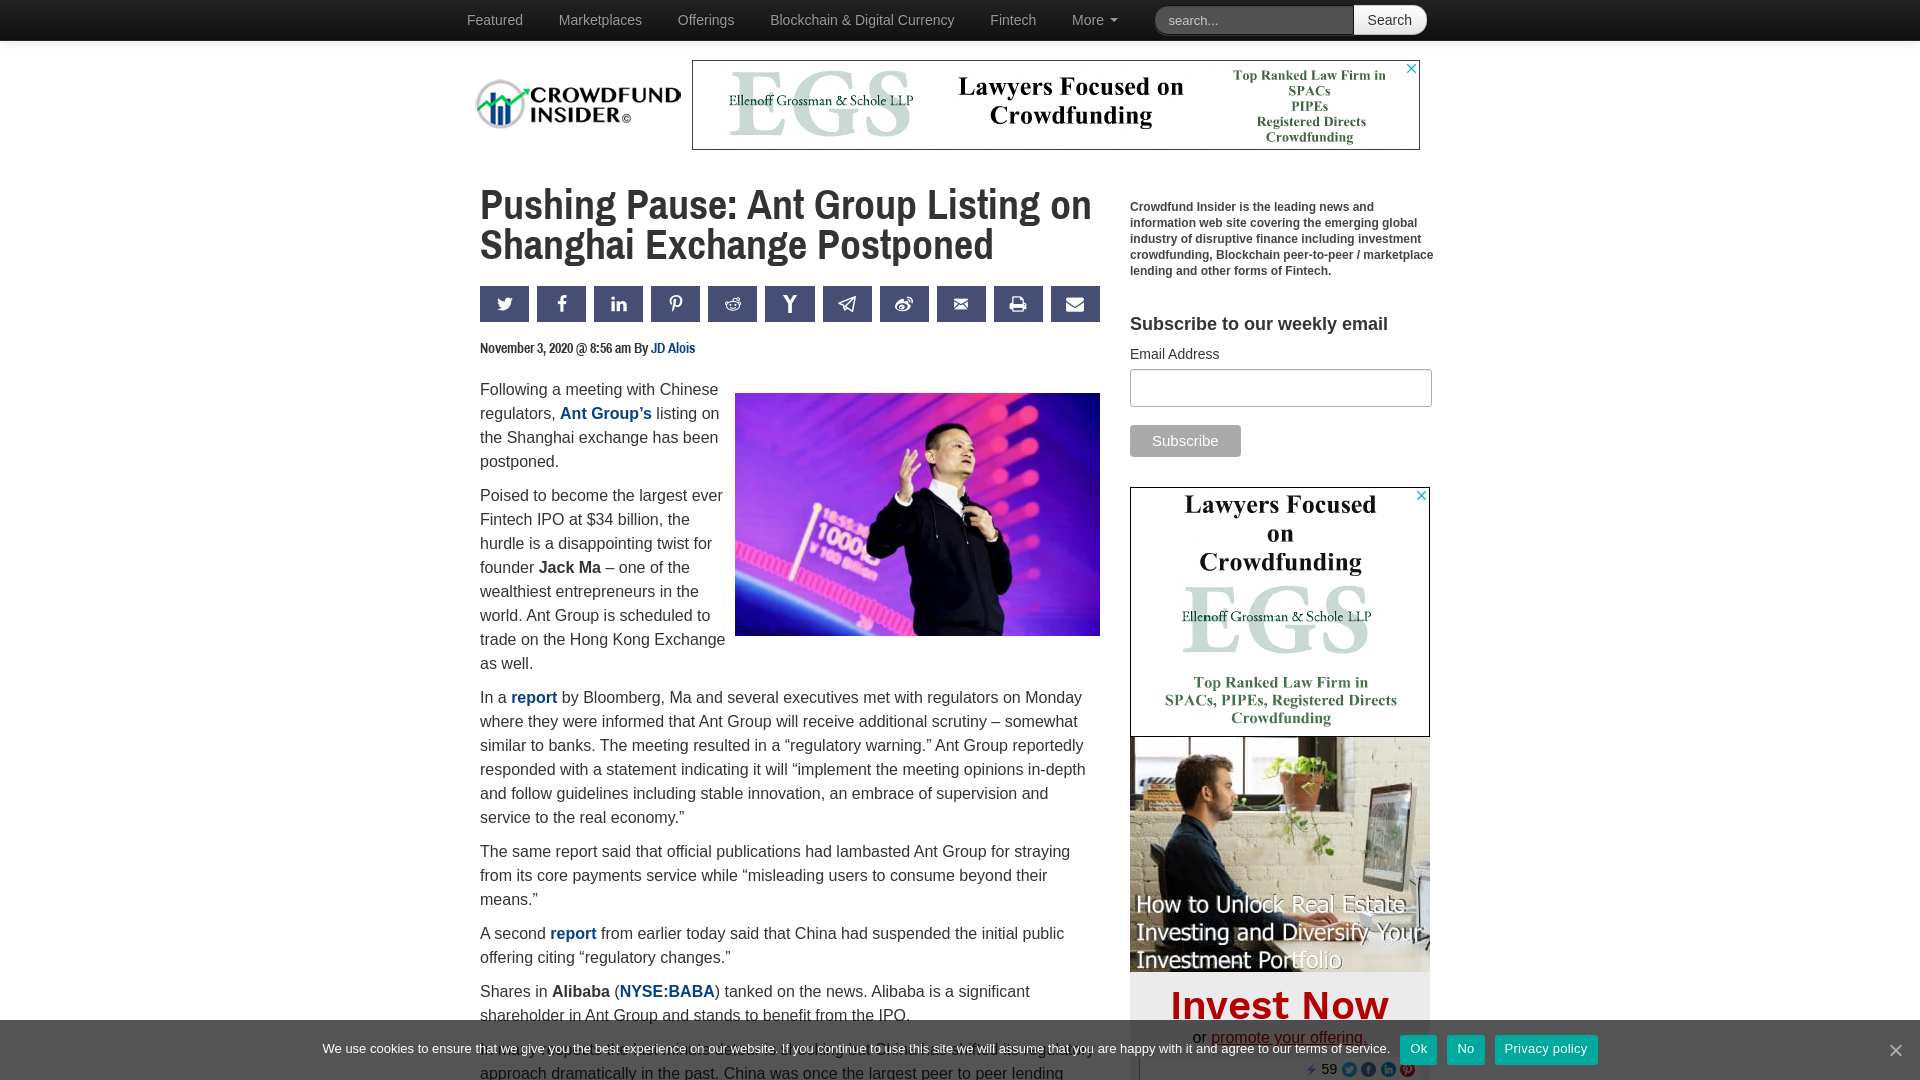 Featured Marketplaces Offerings Blockchain & Digital Currency Fintech More search... Search
CROWDFUND
INSIDER©
EGS
Ellenoff Grossman & Schole LLP
Lawyers Focused on
Crowdfunding
Top Ranked Law Firm in
SPACs
PIPEs
Registered Directs
Crowdfunding
Pushing Pause: Ant Group Listing on
Shanghai Exchange Postponed
November 3, 2020 @ 8:56 am By JD Alois
Following a meeting with Chinese
regulators, Ant Group’s listing on
the Shanghai exchange has been
postponed.
Poised to become the largest ever
Fintech IPO at $34 billion, the
hurdle is a disappointing twist for
founder Jack Ma – one of the
wealthiest entrepreneurs in the
world. Ant Group is scheduled to
trade on the Hong Kong Exchange
as well.
In a report by Bloomberg, Ma and several executives met with regulators on Monday
where they were informed that Ant Group will receive additional scrutiny – somewhat
similar to banks. The meeting resulted in a “regulatory warning.” Ant Group reportedly
responded with a statement indicating it will “implement the meeting opinions in-depth
and follow guidelines including stable innovation, an embrace of supervision and
service to the real economy.”
The same report said that official publications had lambasted Ant Group for straying
from its core payments service while “misleading users to consume beyond their
means.”
A second report from earlier today said that China had suspended the initial public
offering citing “regulatory changes.”
Shares in Alibaba (NYSE:BABA) tanked on the news. Alibaba is a significant
shareholder in Ant Group and stands to benefit from the IPO.
approach dramatically in the past. China was once the largest peer to peer lending
¥ 100 Billion
Crowdfund Insider is the leading news and
information web site covering the emerging global
industry of disruptive finance including investment
crowdfunding, Blockchain peer-to-peer / marketplace
lending and other forms of Fintech.
Subscribe to our weekly email
Email Address
Subscribe
Lawyers Focused
on
Crowdfunding
EGS
Ellenoff Grossman & Schole LLP
Top Ranked Law Firm in
SPACs, PIPEs, Registered Directs
Crowdfunding
How to Unlock Real Estate
Investing and Diversify Your
Investment Portfolio
Invest Now
or promote your offering.
59
We use cookies to ensure that we give you the best experience on our website. If you continue to use this site we will assume that you are happy with it and agree to our terms of service. Ok No Privacy policy